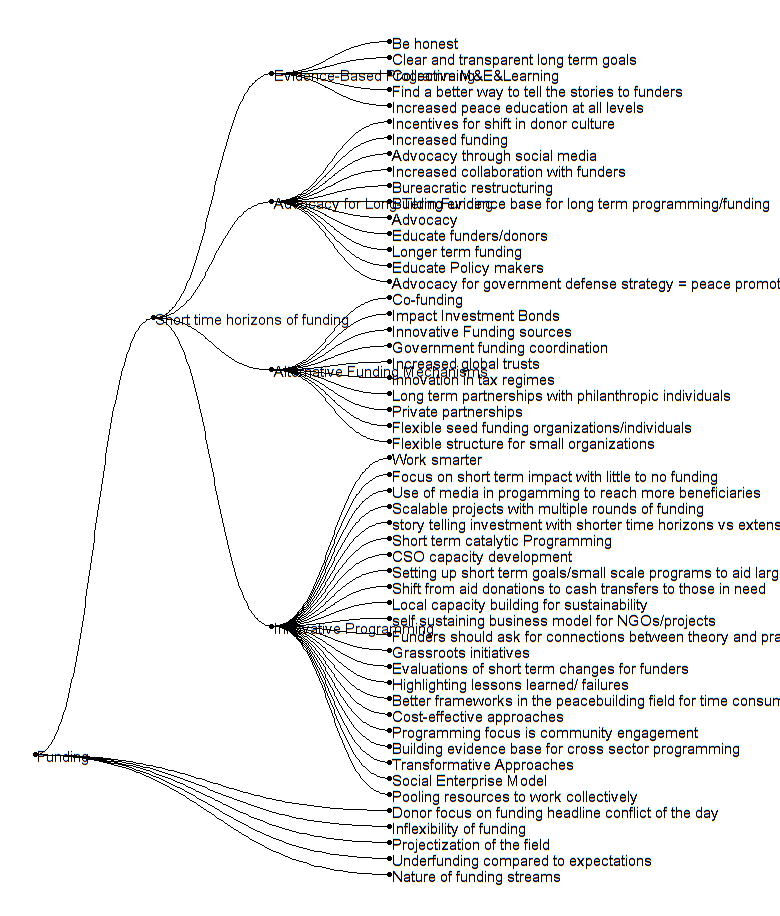 Be honest
Clear and transparent long term goals
Evidence-Based Programming
Collective M&E&Learning
Find a better way to tell the stories to funders
Increased peace education at all levels
Incentives for shift in donor culture
Increased funding
Advocacy through social media
Increased collaboration with funders
Bureacratic restructuring
Advocacy for Long-Term Funding
Building evidence base for long term programming/funding
Advocacy
Educate funders/donors
Longer term funding
Educate Policy makers
Advocacy for government defense strategy = peace promot
Co-funding
Impact Investment Bonds
Short time horizons of funding
Innovative Funding sources
Government funding coordination
Increased global trusts
Alternative Funding Mechanisms
Innovation in tax regimes
Long term partnerships with philanthropic individuals
Private partnerships
Flexible seed funding organizations/individuals
Flexible structure for small organizations
Work smarter
Focus on short term impact with little to no funding
Use of media in progamming to reach more beneficiaries
Scalable projects with multiple rounds of funding
story telling investment with shorter time horizons vs extens
Short term catalytic Programming
CSO capacity development
Setting up short term goals/small scale programs to aid larg
Shift from aid donations to cash transfers to those in need
Local capacity building for sustainability
self sustaining business model for NGOs/projects
Innovative Programming
Funders should ask for connections between theory and pra
Grassroots initiatives
Evaluations of short term changes for funders
Highlighting lessons learned/ failures
Better frameworks in the peacebuilding field for time consum
Cost-effective approaches
Programming focus is community engagement
Building evidence base for cross sector programming
Funding
Transformative Approaches
Social Enterprise Model
Pooling resources to work collectively
Donor focus on funding headline conflict of the day
Inflexibility of funding
Projectization of the field
Underfunding compared to expectations
Nature of funding streams